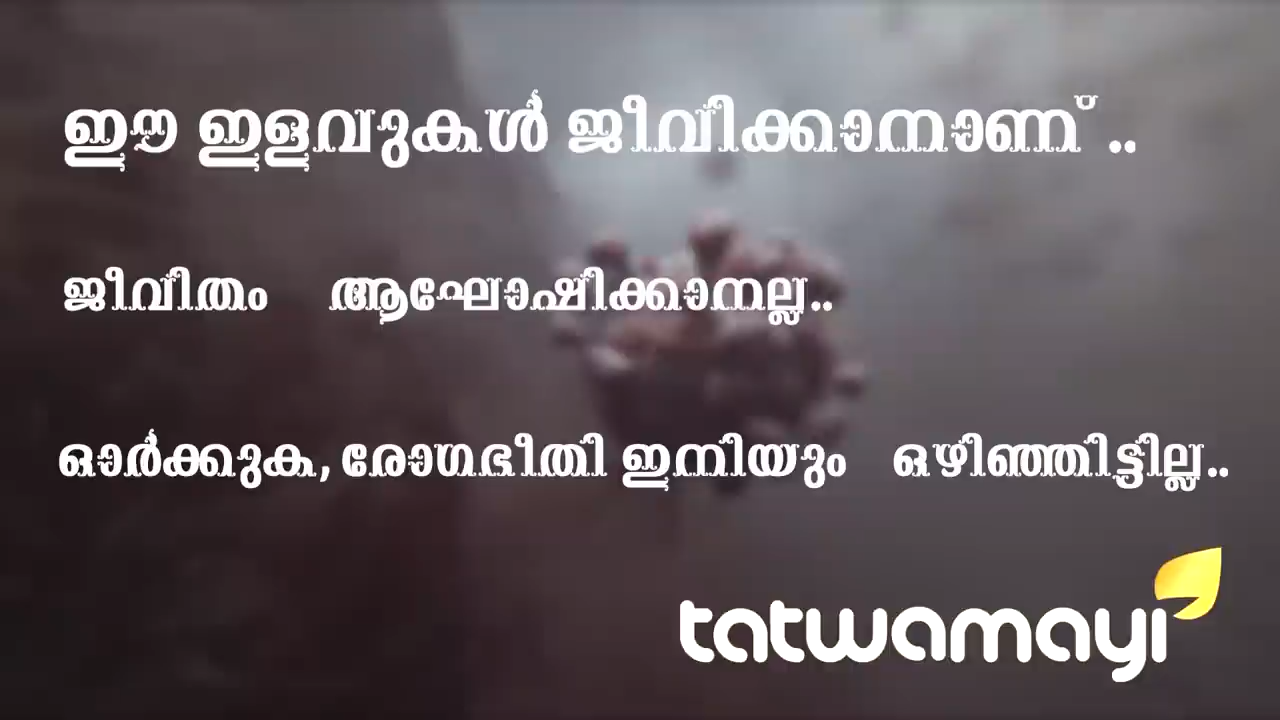 ഈ ഇളവുകൾ ജീവിക്കാനാണ് ..
ജീവിതം ആഘോഷിക്കാനല്ല..
ഓർക്കുക, രോഗഭീതി ഇനിയും ഒഴിഞ്ഞിട്ടില്ല..
tatwamayi